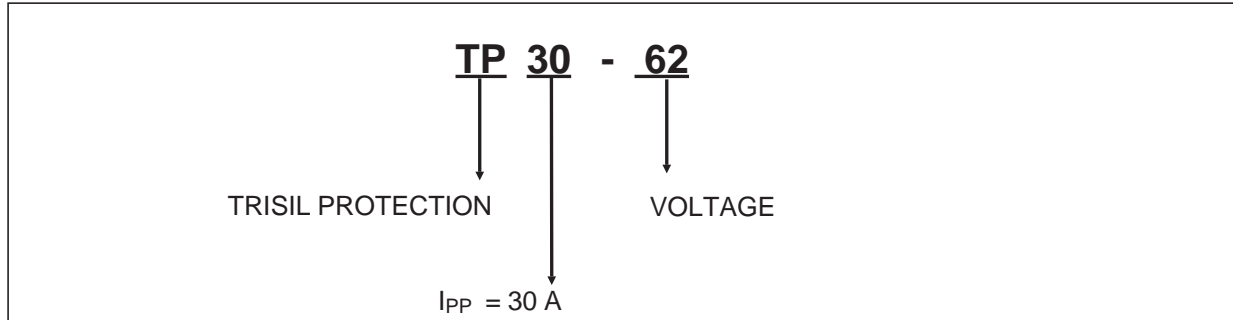 TP 30 - 62
TRISIL PROTECTION VOLTAGE
IPP = 30 A